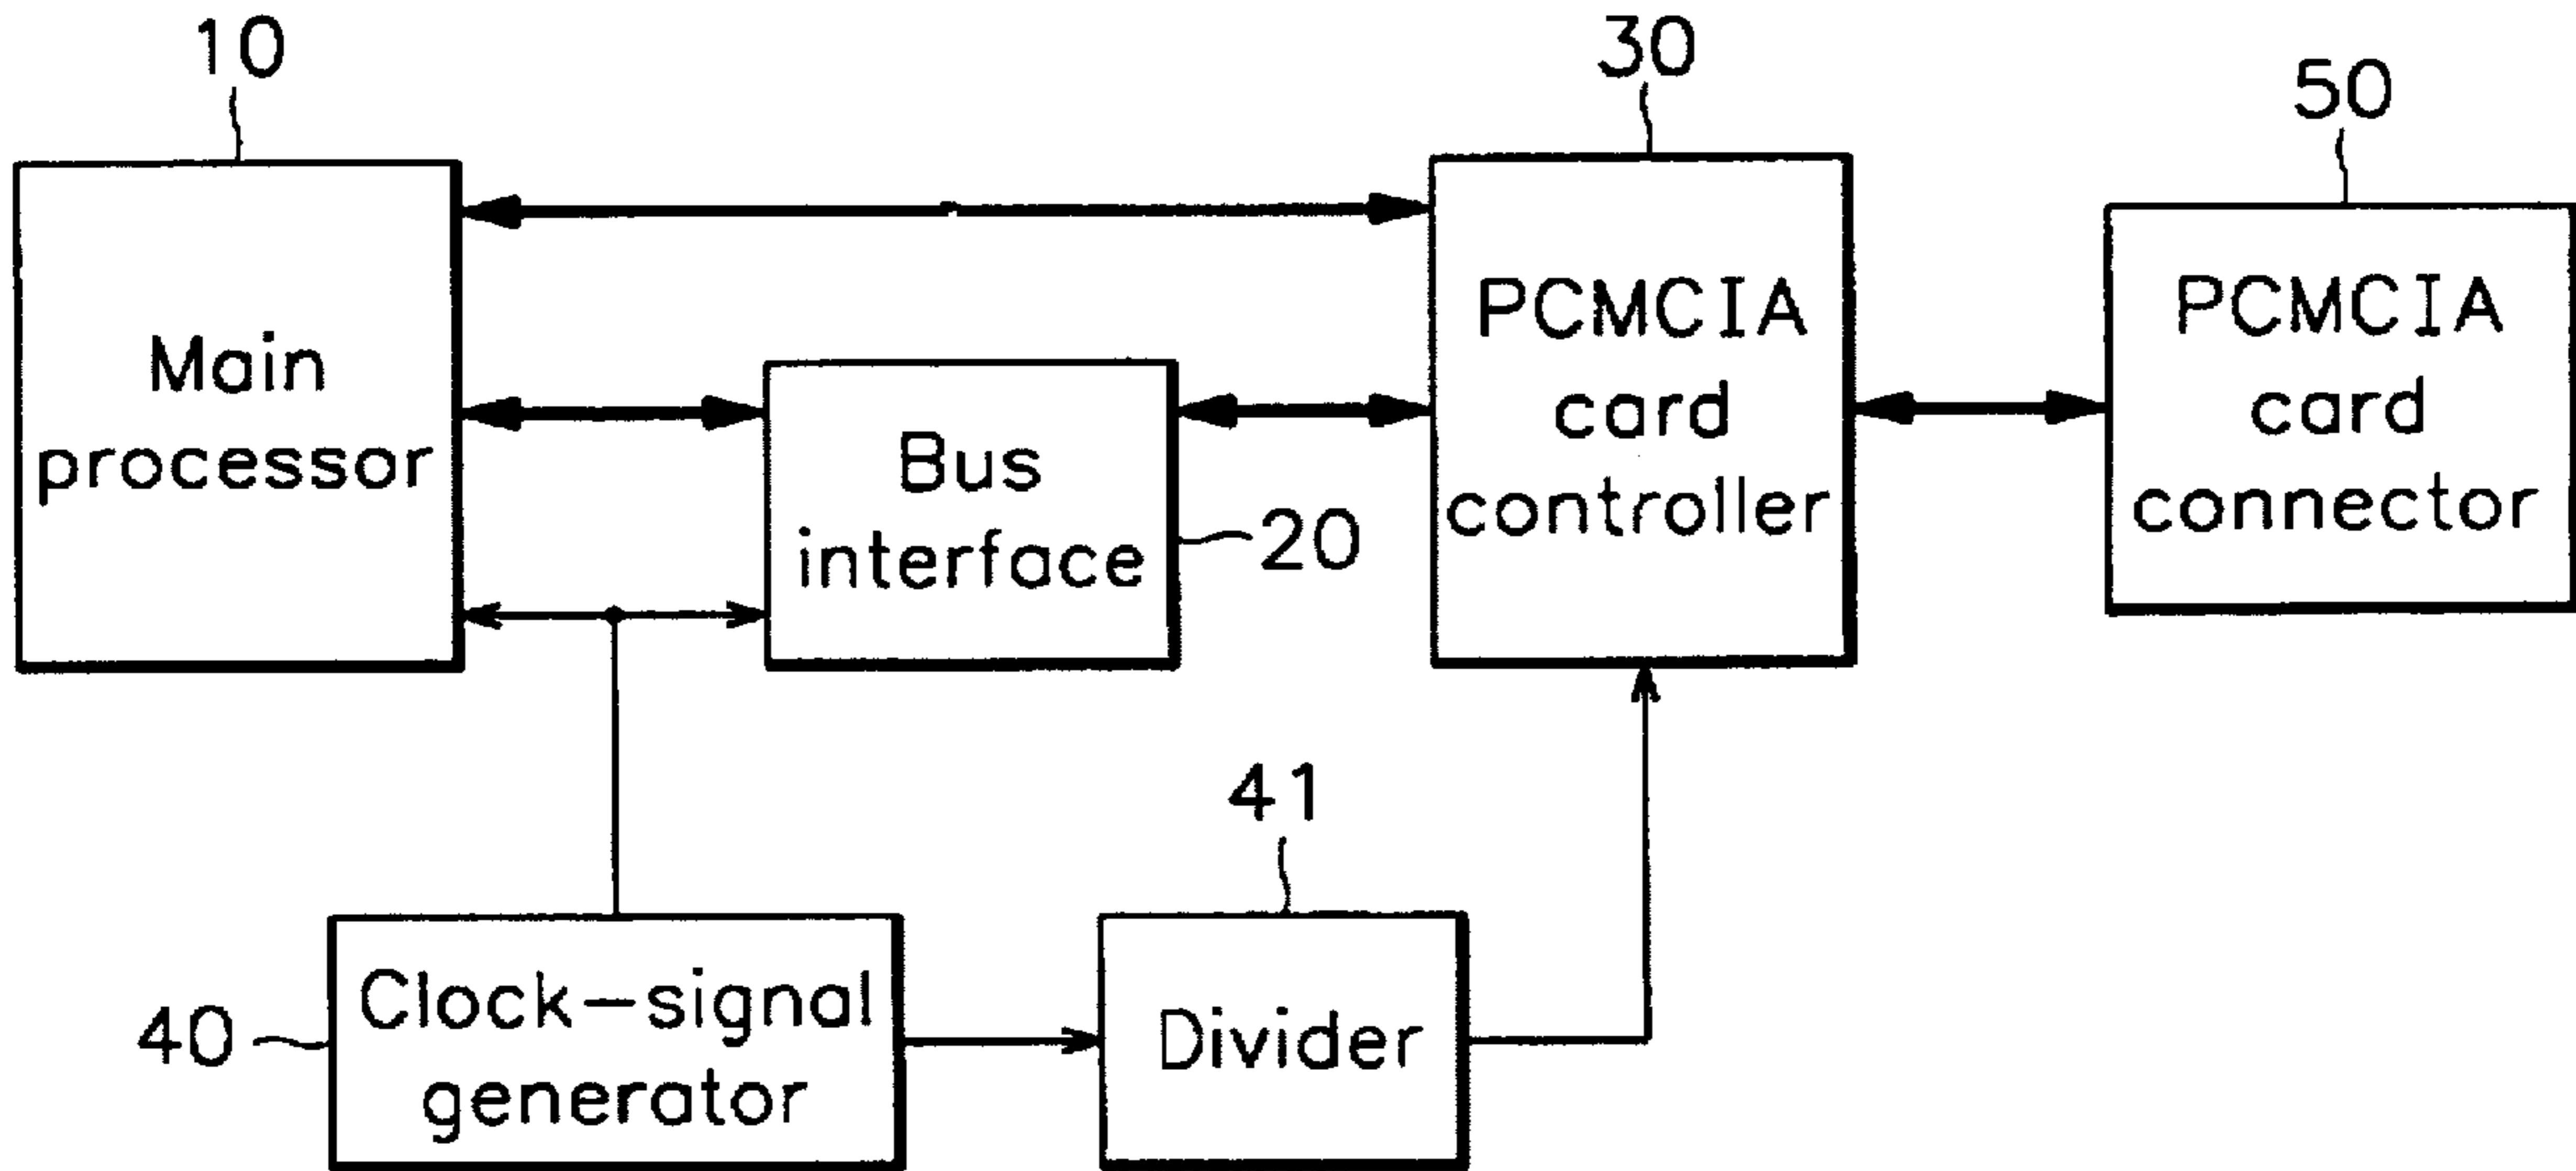 10
30
50
Main
processor
Bus
interface
20
PCMCIA
card
controller
PCMCIA
card
connector
41
40
Clock-signal
generator
Divider